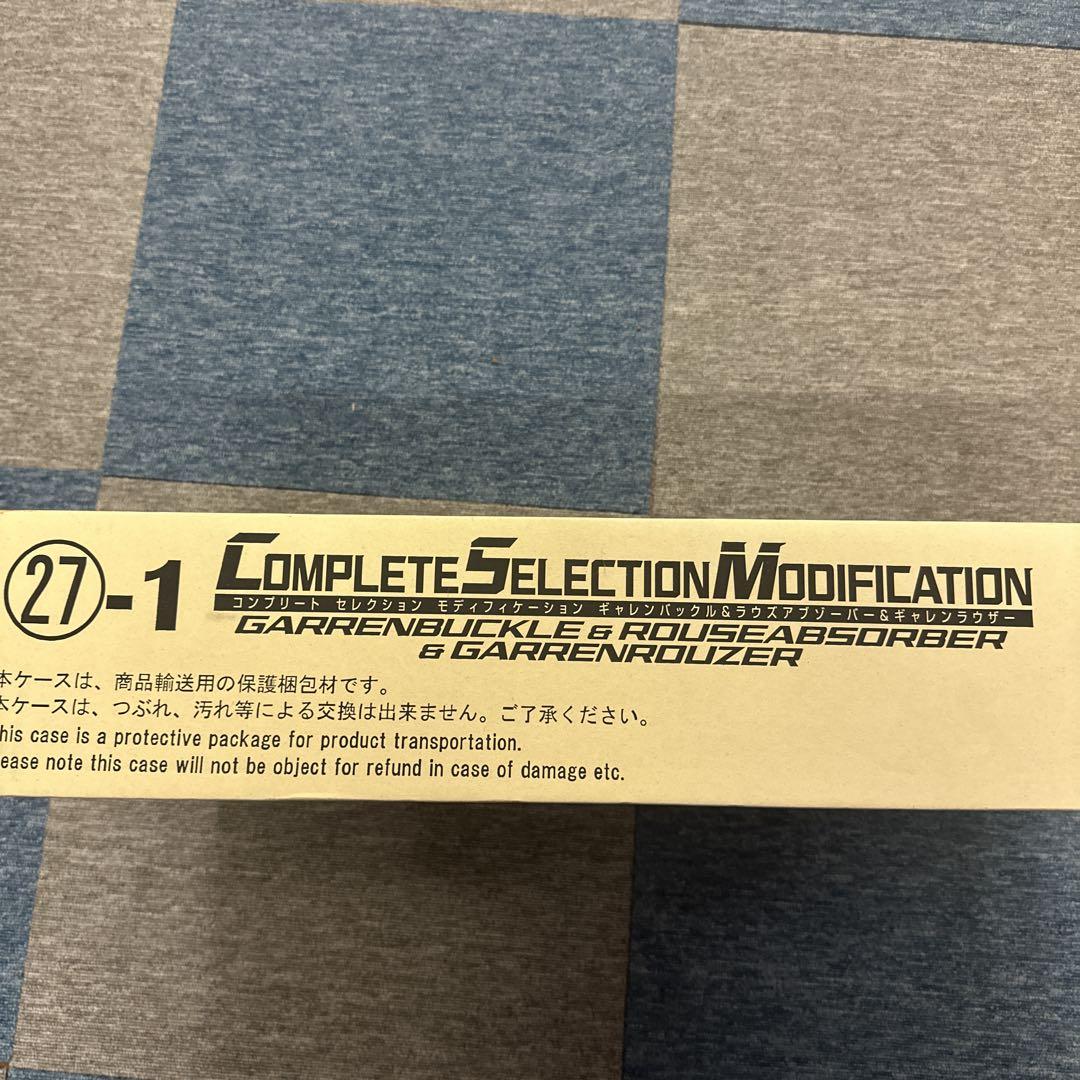 ㉗-1
COMPLETE SELECTION MODIFICATION
コンプリート セレクション モディフィケーション ギャレンバックル&ラウズアブゾーバー&ギャレンラウザー
GARRENBUCKLE & ROUSEABSORBER
& GARRENROUZER
本ケースは、商品輸送用の保護梱包材です。
本ケースは、つぶれ、汚れ等による交換は出来ません。ご了承ください。
his case is a protective package for product transportation.
ease note this case will not be object for refund in case of damage etc.